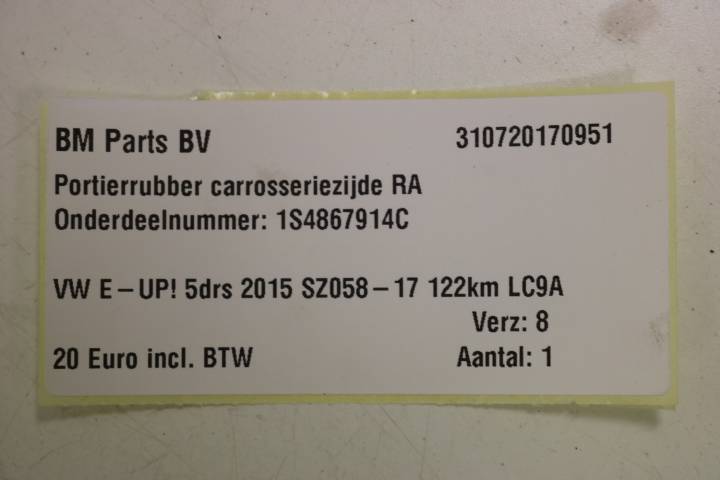 BM Parts BV 310720170951
Portierrubber carrosseriezijde RA
Onderdeelnummer: 1S4867914C
VW E-UP! 5drs 2015 SZ058-17 122km LC9A
Verz: 8
20 Euro incl. BTW Aantal: 1